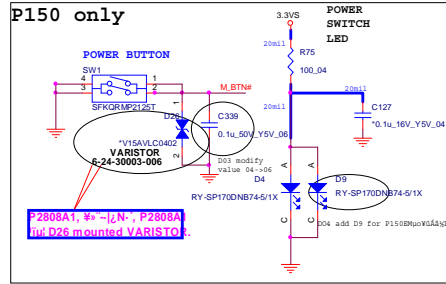 P150 only
POWER
SWITCH
LED
3.3VS
POWER BUTTON
20mil
R75
100_04
SW1
4
3
1
2
SFKQRMP2125T
M_BTN#
20mil
20mil
C127
*0.1u_16V_Y5V_04
1
D26
C339
0.1u_50V_Y5V_06
*V15AVLC0402
VARISTOR
6-24-30003-006
2
D03 modify
value 04->06
A
A
D4
D9
RY-SP170DNB74-5/1X
RY-SP170DNB74-5/1X
C
C
D04 add D9 for P150EM
P2808A1,
P2808A
D26 mounted VARISTOR.